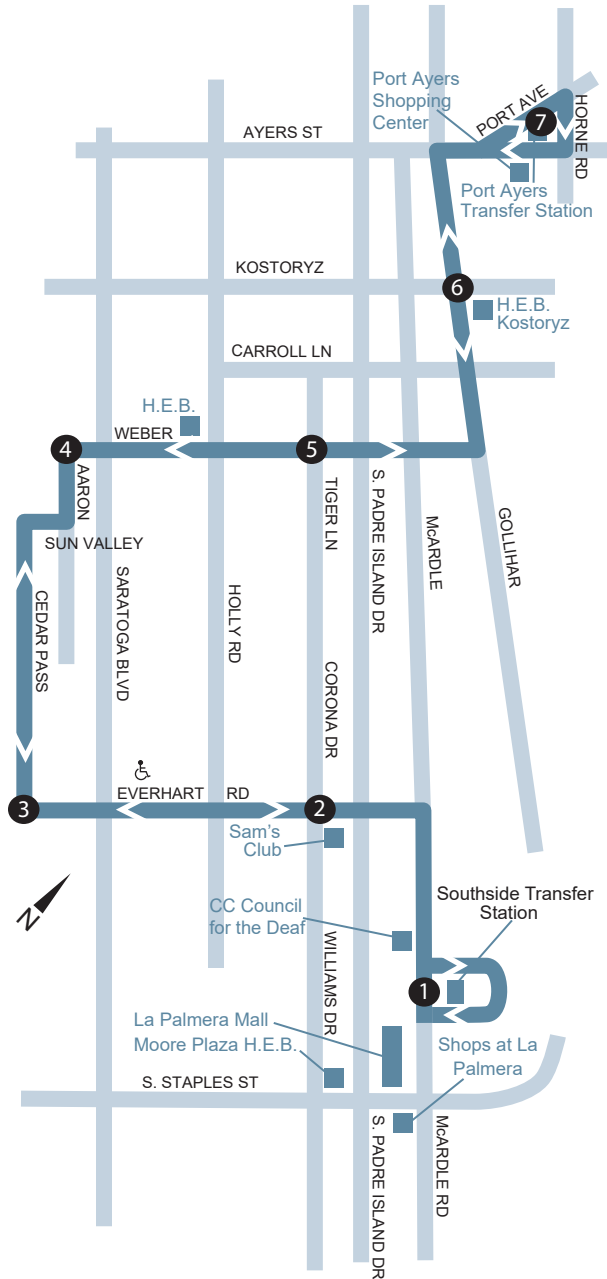 Port Ayers
Shopping
Center
PORT AVE
7
HORNE RD
AYERS ST
Port Ayers
Transfer Station
KOSTORYZ
6
H.E.B.
Kostoryz
CARROLL LN
H.E.B.
WEBER
4
5
AARON
SUN VALLEY
TIGER LN
S. PADRE ISLAND DR
McARDLE
GOLLIHAR
CEDAR PASS
SARATOGA BLVD
HOLLY RD
CORONA DR
EVERHART RD
3
2
Sam's
Club
N
Southside Transfer
Station
CC Council
for the Deaf
WILLIAMS DR
1
La Palmera Mall
Moore Plaza H.E.B.
Shops at La
Palmera
S. STAPLES ST
S. PADRE ISLAND DR
McARDLE RD